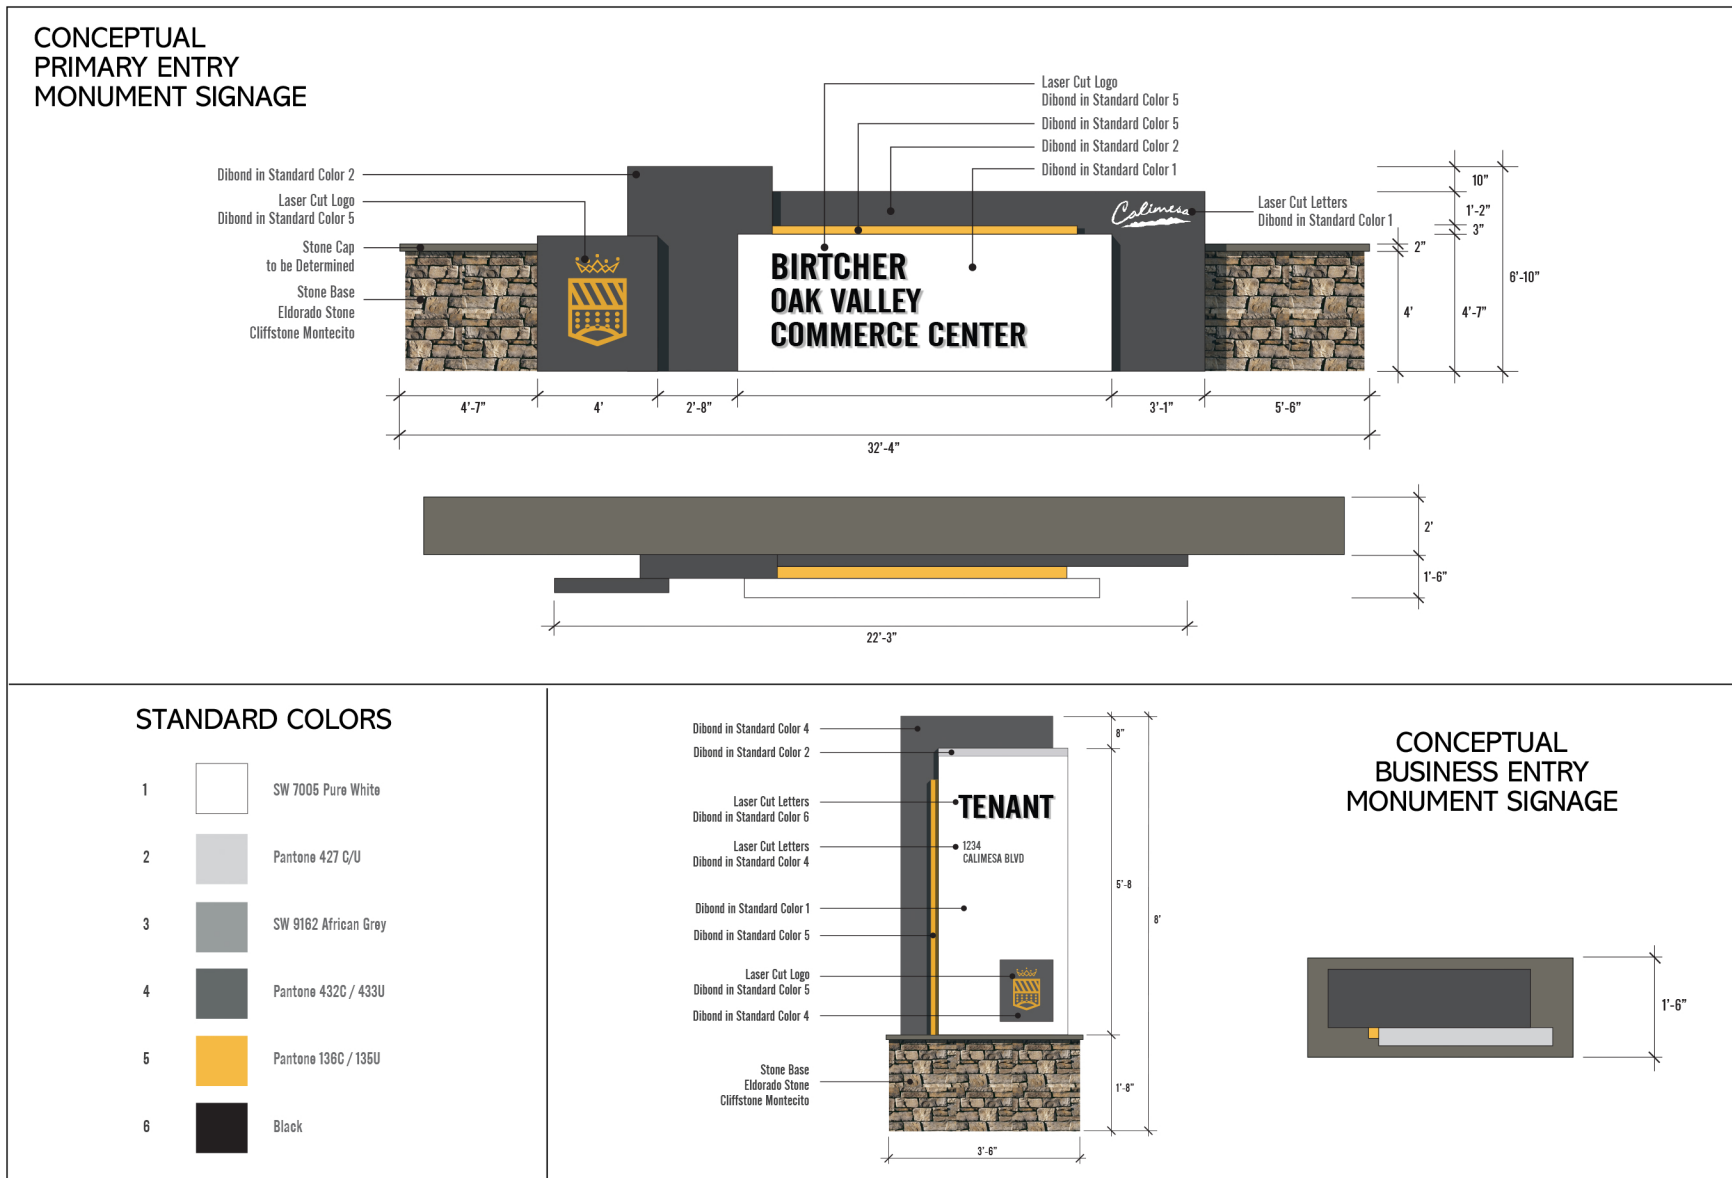 CONCEPTUAL
PRIMARY ENTRY
MONUMENT SIGNAGE
Laser Cut Logo
Dibond in Standard Color 5
Dibond in Standard Color 5
Dibond in Standard Color 2
Dibond in Standard Color 1
Dibond in Standard Color 2
Laser Cut Logo
Dibond in Standard Color 5
Stone Cap
to be Determined
Stone Base
Eldorado Stone
Cliffstone Montecito
Calimesa
Laser Cut Letters
Dibond in Standard Color 1
BIRTCHER
OAK VALLEY
COMMERCE CENTER
10"
1'-2"
3"
2"
6'-10"
4'
4'-7"
4'-7"
4'
2'-8"
3'-1"
5'-6"
32'-4"
2'
1'-6"
22'-3"
STANDARD COLORS
1 SW 7005 Pure White
2 Pantone 427 C/U
3 SW 9162 African Grey
4 Pantone 432C / 433U
5 Pantone 136C / 135U
6 Black
Dibond in Standard Color 4
Dibond in Standard Color 2
Laser Cut Letters
Dibond in Standard Color 6
Laser Cut Letters
Dibond in Standard Color 4
Dibond in Standard Color 1
Dibond in Standard Color 5
Laser Cut Logo
Dibond in Standard Color 5
Dibond in Standard Color 4
Stone Base
Eldorado Stone
Cliffstone Montecito
TENANT
1234
CALIMESA BLVD
8"
5'-8
8'
1'-8"
3'-6"
CONCEPTUAL
BUSINESS ENTRY
MONUMENT SIGNAGE
1'-6"